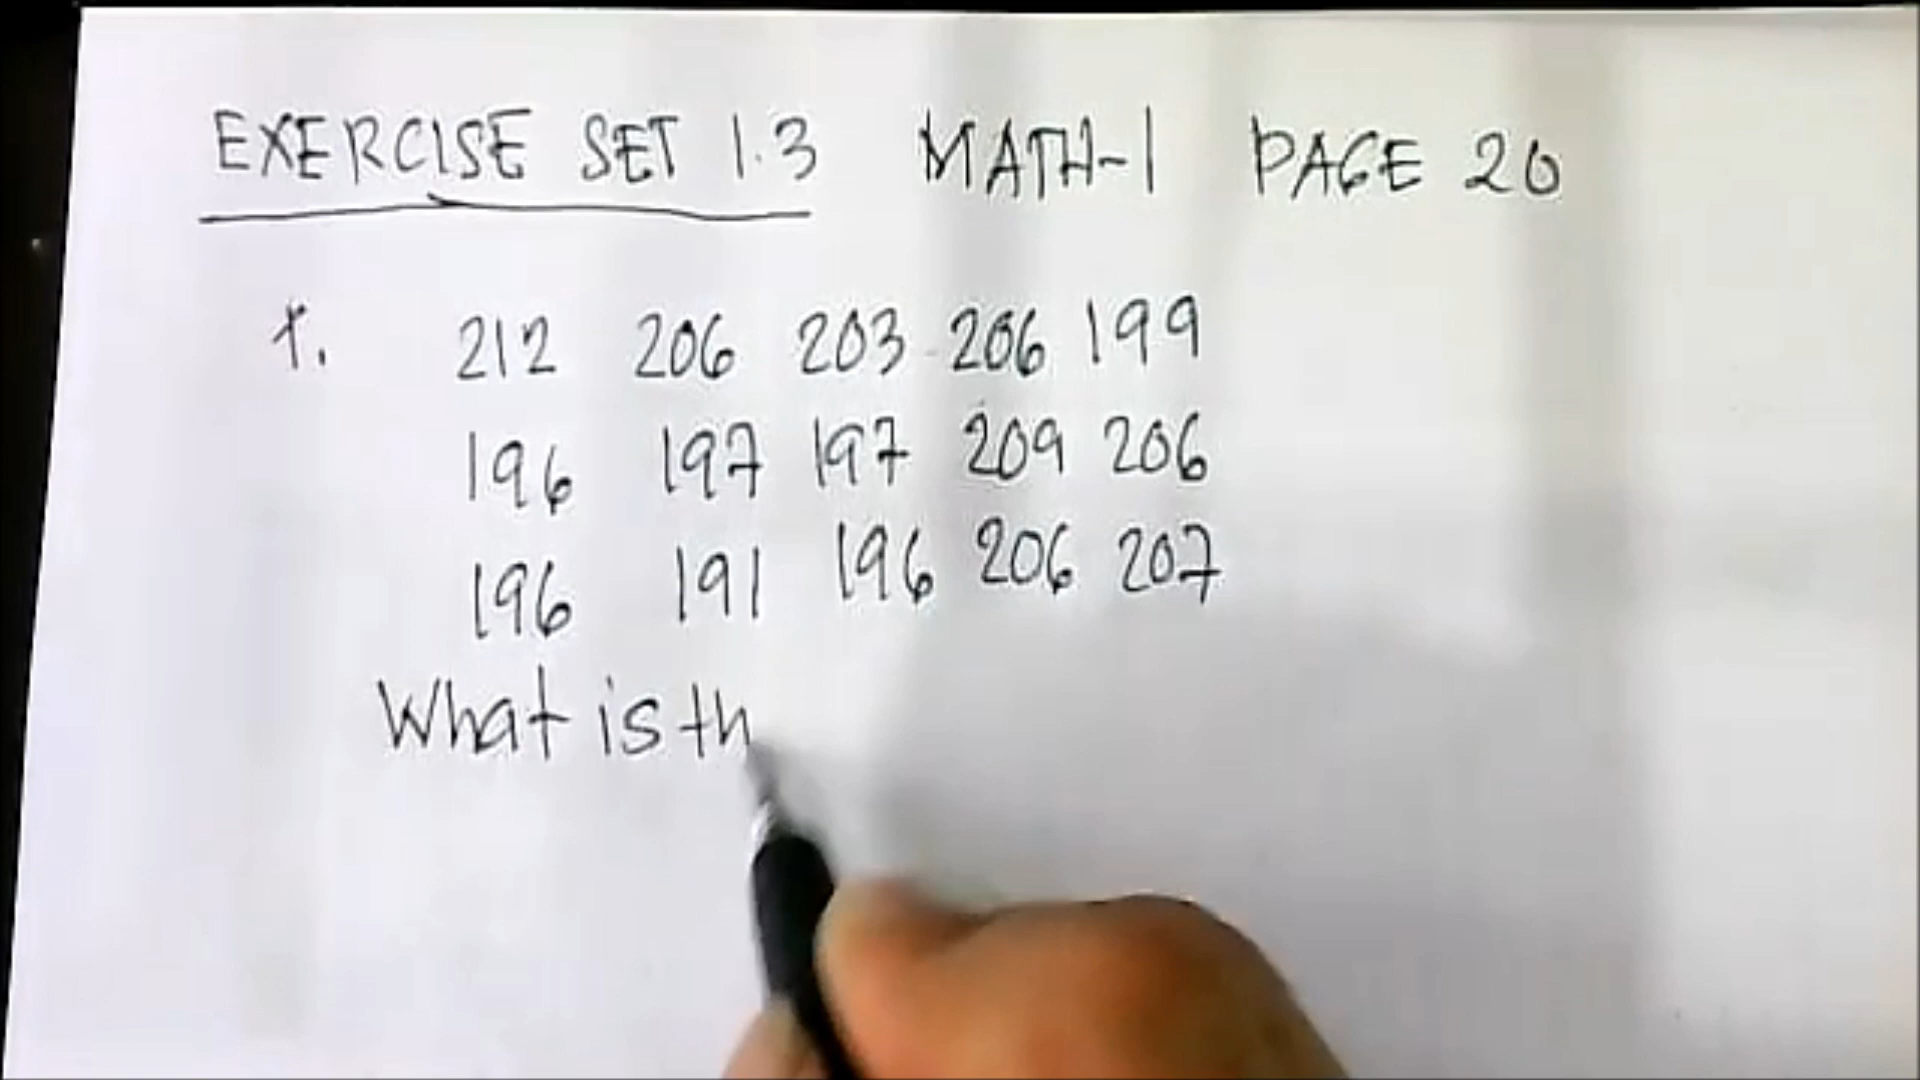 EXERCISE SET 1.3 MATH-1 PAGE 20
1. 212 206 203 206 199
196 197 197 209 206
196 191 196 206 207
What is th